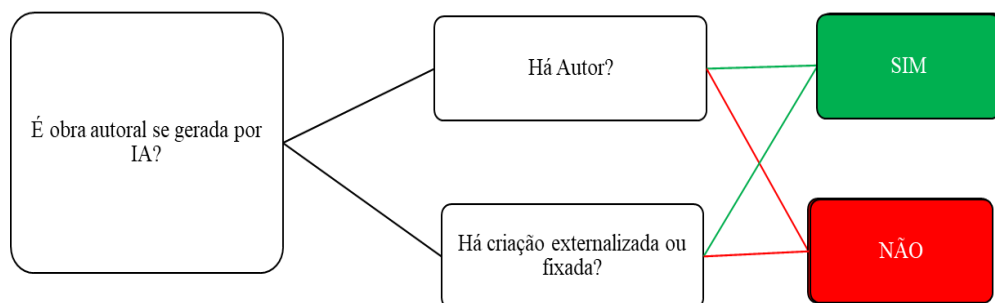 É obra autoral se gerada por
IA?
Há Autor?
Há criação externalizada ou
fixada?
SIM
NÃO